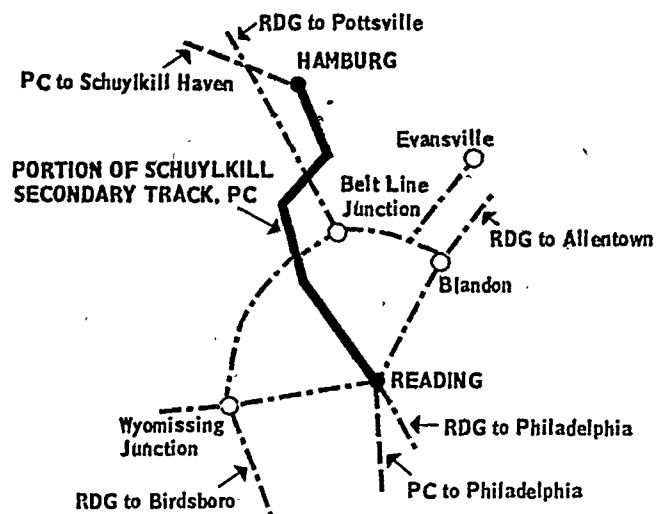 RDG to Pottsville
HAMBURG
PC to Schuylkill Haven
Evansville
PORTION OF SCHUYLKILL
SECONDARY TRACK, PC
Belt Line
Junction
RDG to Allentown
Blandon
READING
Wyomissing
Junction
RDG to Philadelphia
RDG to Birdsboro
PC to Philadelphia